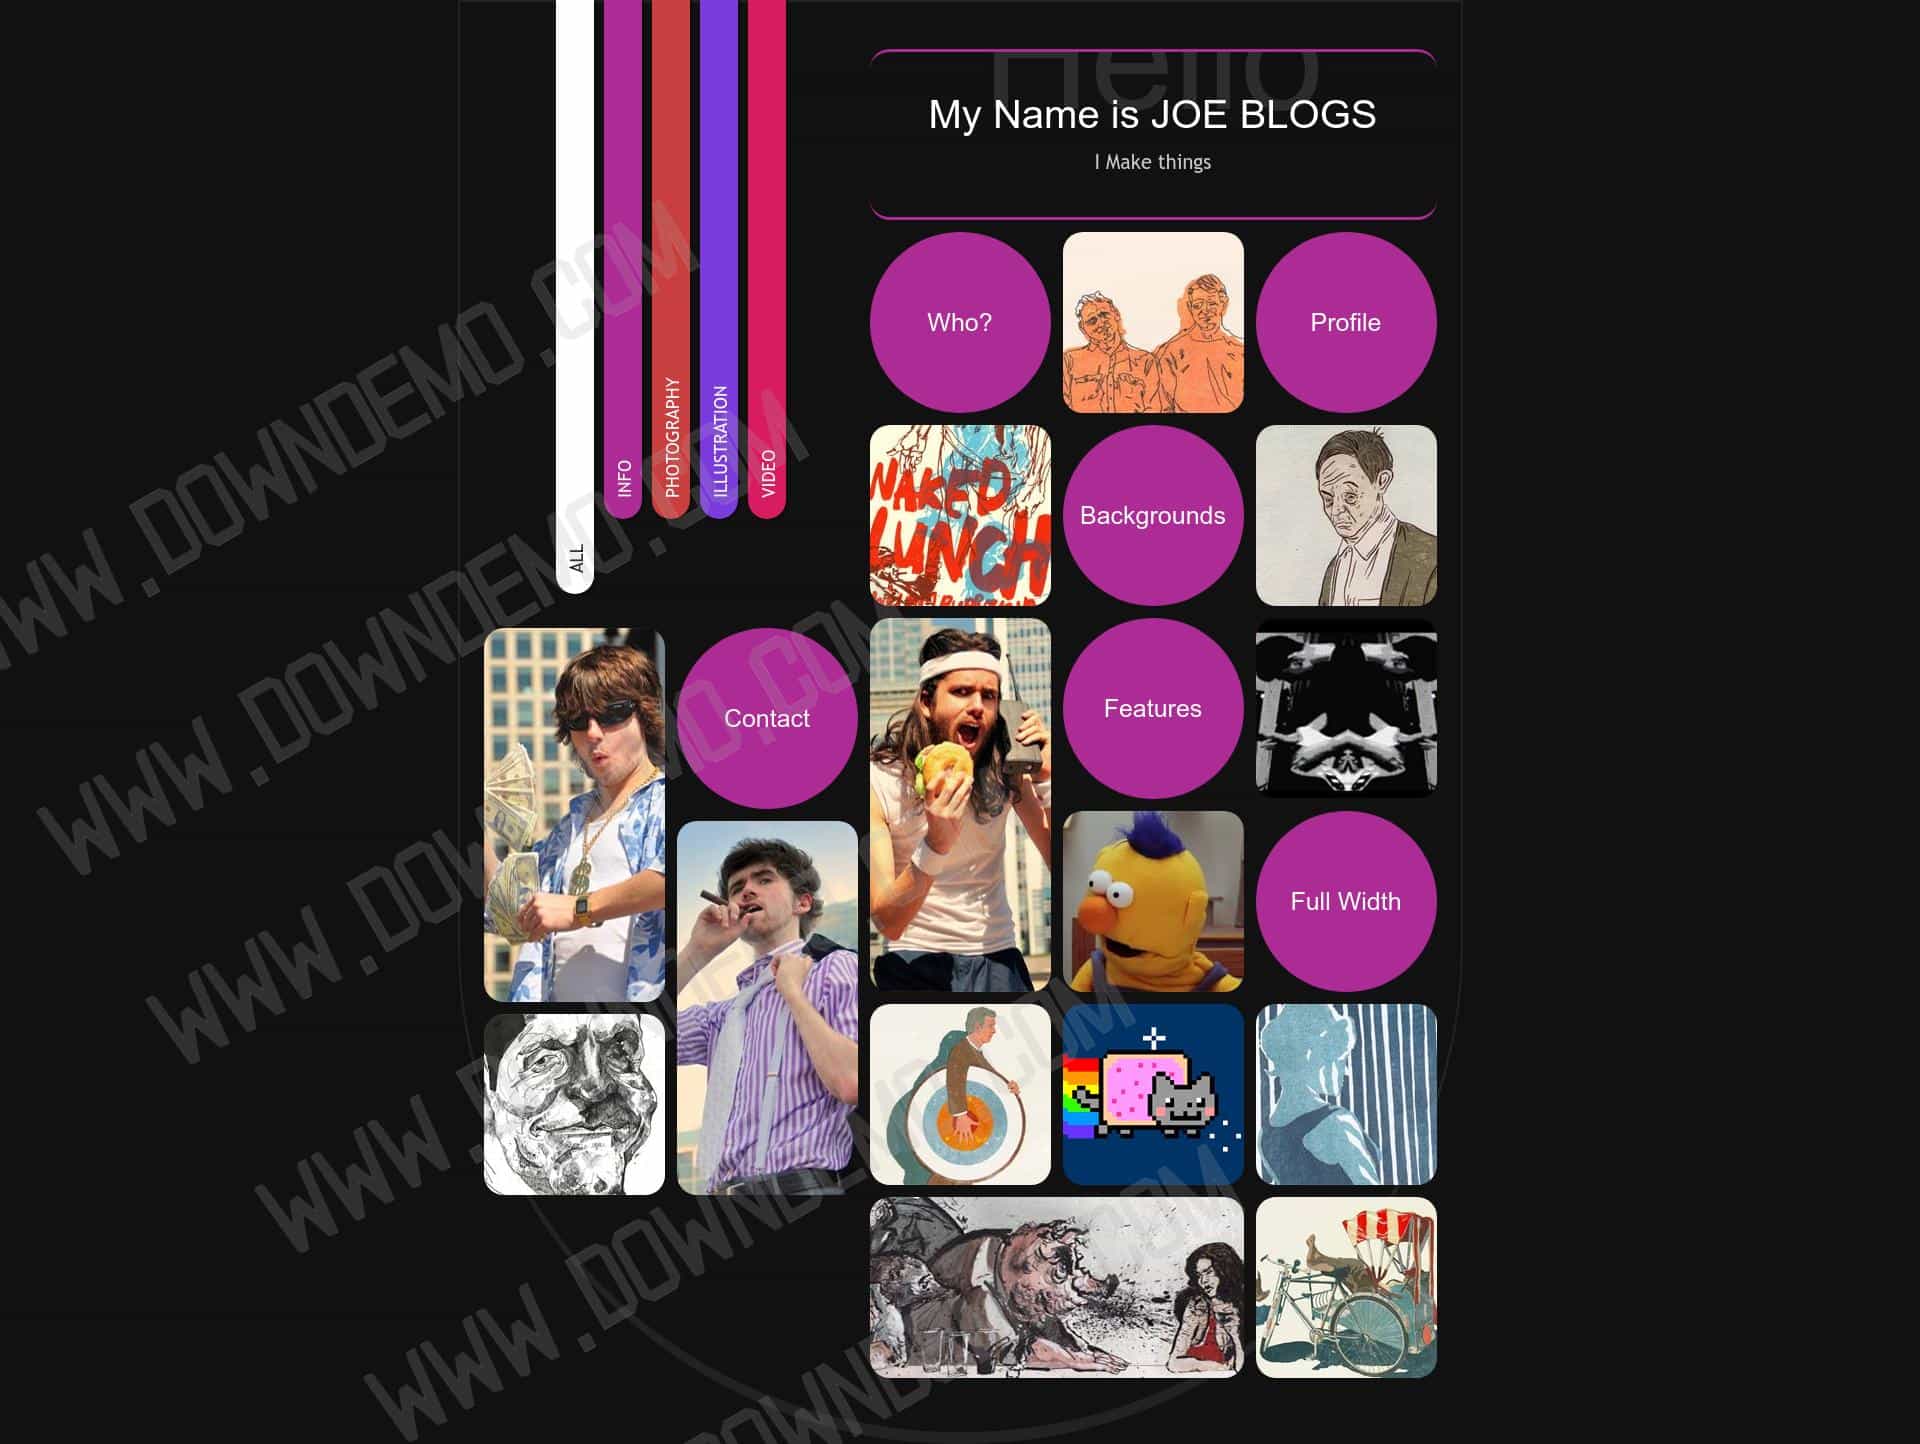 Hello
My Name is JOE BLOGS
I Make things
ALL
INFO
PHOTOGRAPHY
ILLUSTRATION
VIDEO
Who?
Profile
NAKED
LUNCH
Backgrounds
Contact
Features
Full Width
WWW.DOWNDEMO.COM
WWW.DOWNDEMO.COM
WWW.DOWNDEMO.COM
WWW.DOWNDEMO.COM
WWW.DOWNDEMO.COM